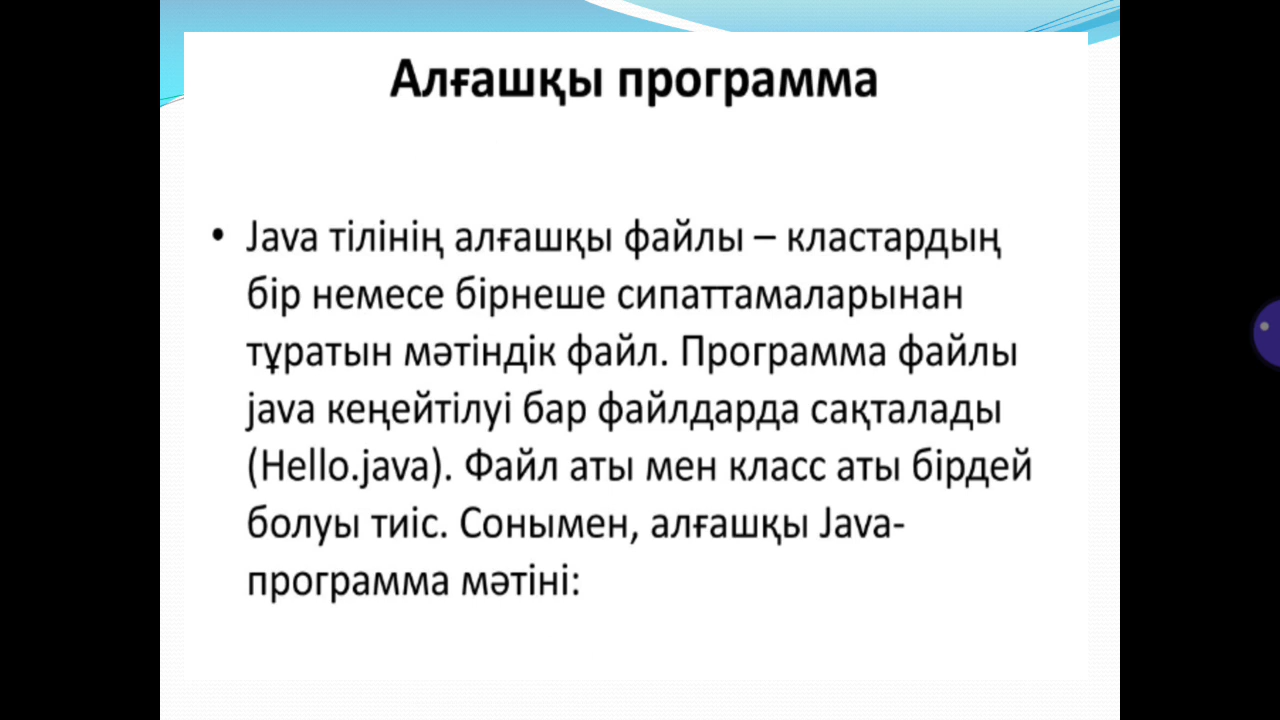 Алғашқы программа
• Java тілінің алғашқы файлы – кластардың
бір немесе бірнеше сипаттамаларынан
тұратын мәтіндік файл. Программа файлы
java кеңейтілуі бар файлдарда сақталады
(Hello.java). Файл аты мен класс аты бірдей
болуы тиіс. Сонымен, алғашқы Java-
программа мәтіні: